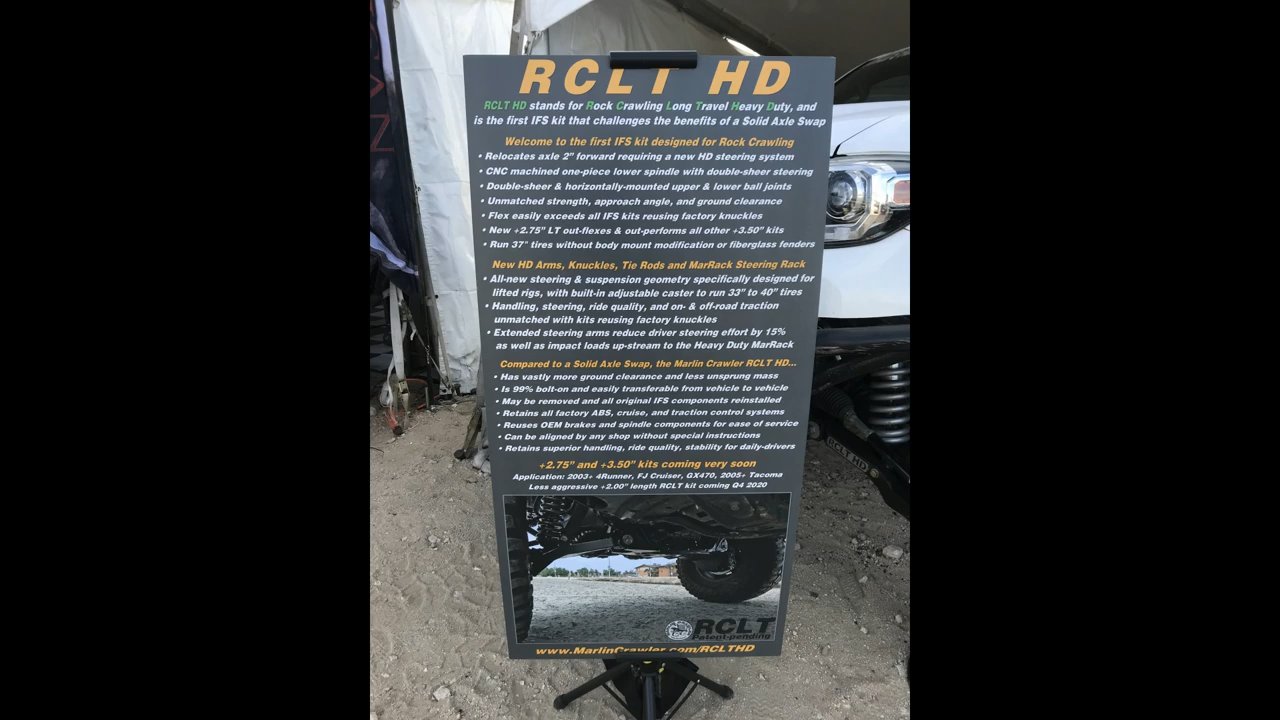 RCLT HD
RCLT HD stands for Rock Crawling Long Travel Heavy Duty, and
is the first IFS kit that challenges the benefits of a Solid Axle Swap
Welcome to the first IFS kit designed for Rock Crawling
• Relocates axle 2" forward requiring a new HD steering system
• CNC machined one-piece lower spindle with double-sheer steering
• Double-sheer & horizontally-mounted upper & lower ball joints
• Unmatched strength, approach angle, and ground clearance
• Flex easily exceeds all IFS kits reusing factory knuckles
• New +2.75" LT out-flexes & out-performs all other +3.50" kits
• Run 37" tires without body mount modification or fiberglass fenders
New HD Arms, Knuckles, Tie Rods and MarRack Steering Rack
• All-new steering & suspension geometry specifically designed for
lifted rigs, with built-in adjustable caster to run 33" to 40" tires
• Handling, steering, ride quality, and on- & off-road traction
unmatched with kits reusing factory knuckles
• Extended steering arms reduce driver steering effort by 15%
as well as impact loads up-stream to the Heavy Duty MarRack
Compared to a Solid Axle Swap, the Marlin Crawler RCLT HD...
• Has vastly more ground clearance and less unsprung mass
• Is 99% bolt-on and easily transferable from vehicle to vehicle
• May be removed and all original IFS components reinstalled
• Retains all factory ABS, cruise, and traction control systems
• Reuses OEM brakes and spindle components for ease of service
• Can be aligned by any shop without special instructions
• Retains superior handling, ride quality, stability for daily-drivers
+2.75" and +3.50" kits coming very soon
Application: 2003+ 4Runner, FJ Cruiser, GX470, 2005+ Tacoma
Less aggressive +2.00" length RCLT kit coming Q4 2020
RCLT HD
RCLT
Patent-pending
www.MarlinCrawler.com/RCLTHD